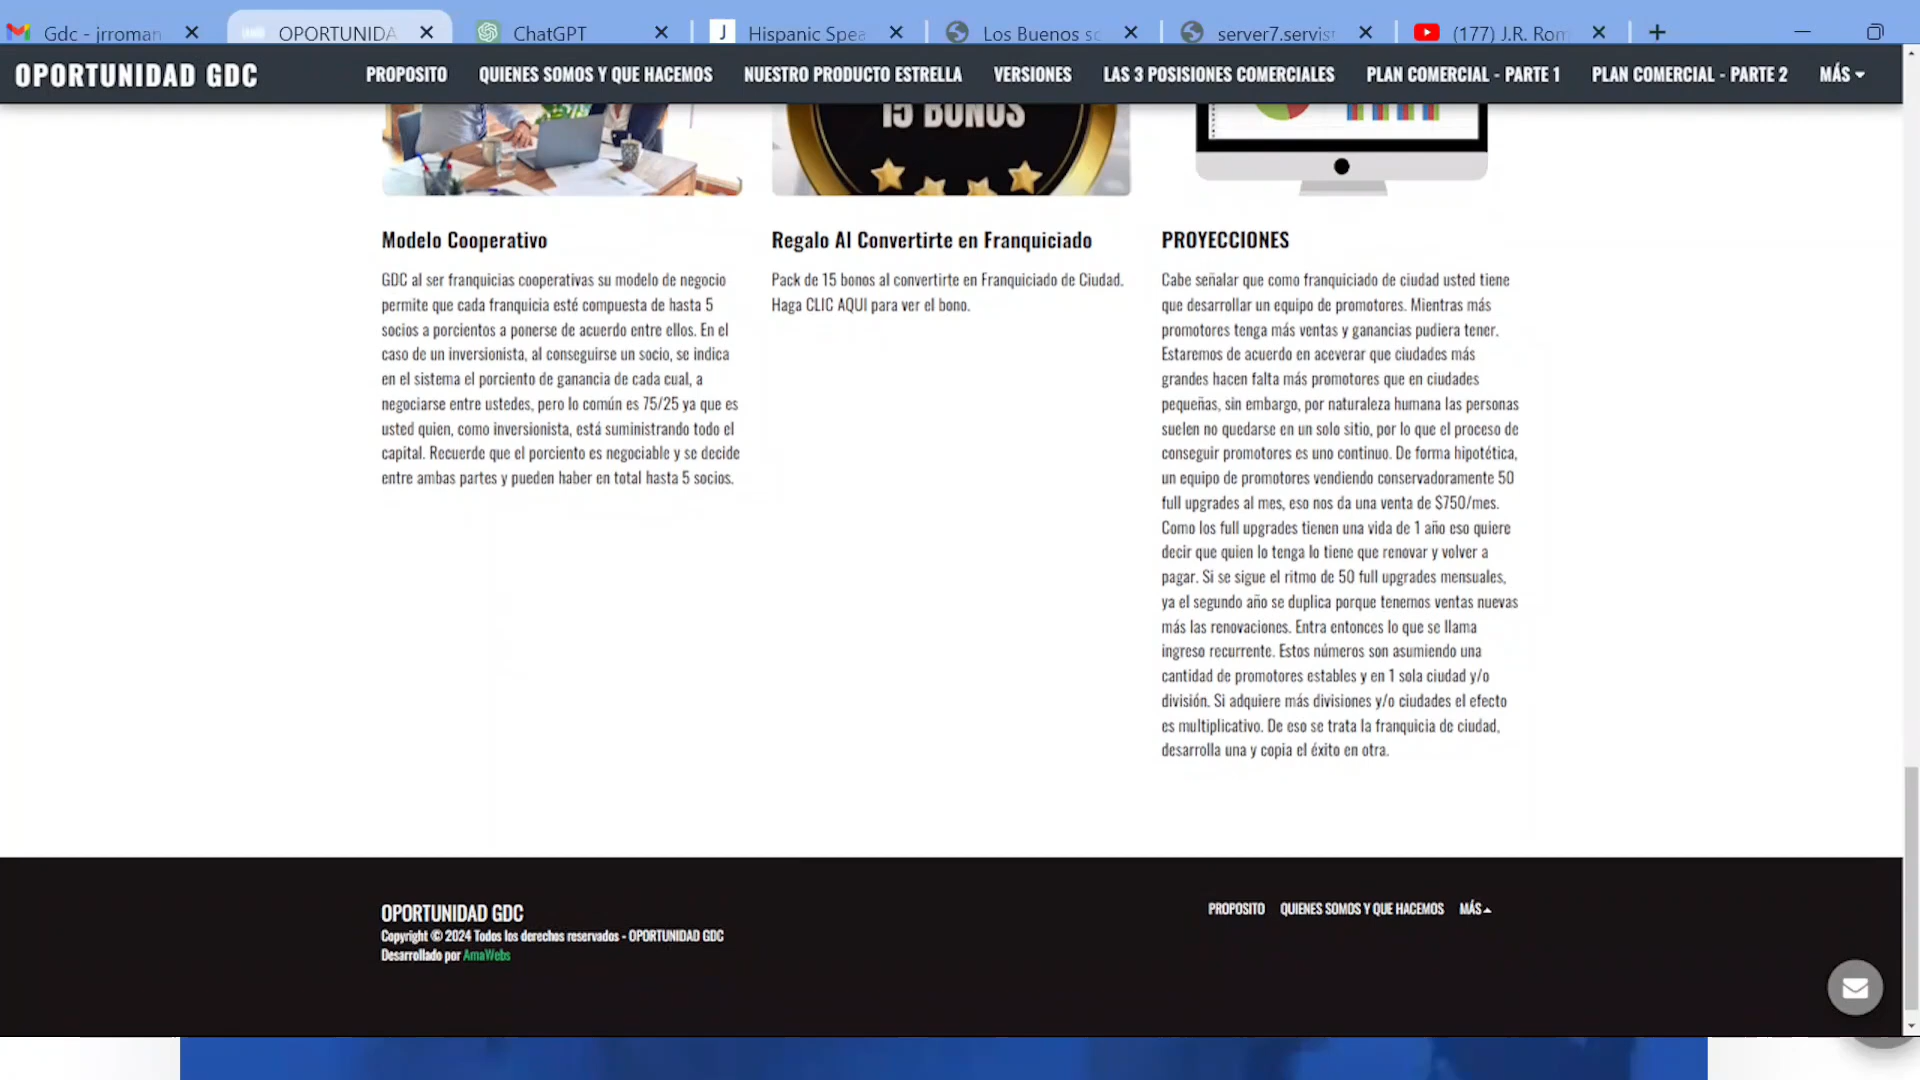 Gdc - jrroman
OPORTUNIDA
ChatGPT
Hispanic Spea
Los Buenos so
server7.servist
(177) J.R. Rom
OPORTUNIDAD GDC
PROPOSITO
QUIENES SOMOS Y QUE HACEMOS
NUESTRO PRODUCTO ESTRELLA
VERSIONES
LAS 3 POSISIONES COMERCIALES
PLAN COMERCIAL - PARTE 1
PLAN COMERCIAL - PARTE 2
MÁS
15 BONOS
Modelo Cooperativo
GDC al ser franquicias cooperativas su modelo de negocio
permite que cada franquicia esté compuesta de hasta 5
socios a porcientos a ponerse de acuerdo entre ellos. En el
caso de un inversionista, al conseguirse un socio, se indica
en el sistema el porciento de ganancia de cada cual, a
negociarse entre ustedes, pero lo común es 75/25 ya que es
usted quien, como inversionista, está suministrando todo el
capital. Recuerde que el porciento es negociable y se decide
entre ambas partes y pueden haber en total hasta 5 socios.
Regalo Al Convertirte en Franquiciado
Pack de 15 bonos al convertirte en Franquiciado de Ciudad.
Haga CLIC AQUI para ver el bono.
PROYECCIONES
Cabe señalar que como franquiciado de ciudad usted tiene
que desarrollar un equipo de promotores. Mientras más
promotores tenga más ventas y ganancias pudiera tener.
Estaremos de acuerdo en aceverar que ciudades más
grandes hacen falta más promotores que en ciudades
pequeñas, sin embargo, por naturaleza humana las personas
suelen no quedarse en un solo sitio, por lo que el proceso de
conseguir promotores es uno continuo. De forma hipotética,
un equipo de promotores vendiendo conservadoramente 50
full upgrades al mes, eso nos da una venta de $750/mes.
Como los full upgrades tienen una vida de 1 año eso quiere
decir que quien lo tenga lo tiene que renovar y volver a
pagar. Si se sigue el ritmo de 50 full upgrades mensuales,
ya el segundo año se duplica porque tenemos ventas nuevas
más las renovaciones. Entra entonces lo que se llama
ingreso recurrente. Estos números son asumiendo una
cantidad de promotores estables y en 1 sola ciudad y/o
división. Si adquiere más divisiones y/o ciudades el efecto
es multiplicativo. De eso se trata la franquicia de ciudad,
desarrolla una y copia el éxito en otra.
OPORTUNIDAD GDC
Copyright © 2024 Todos los derechos reservados - OPORTUNIDAD GDC
Desarrollado por AmaWebs
PROPOSITO
QUIENES SOMOS Y QUE HACEMOS
MÁS